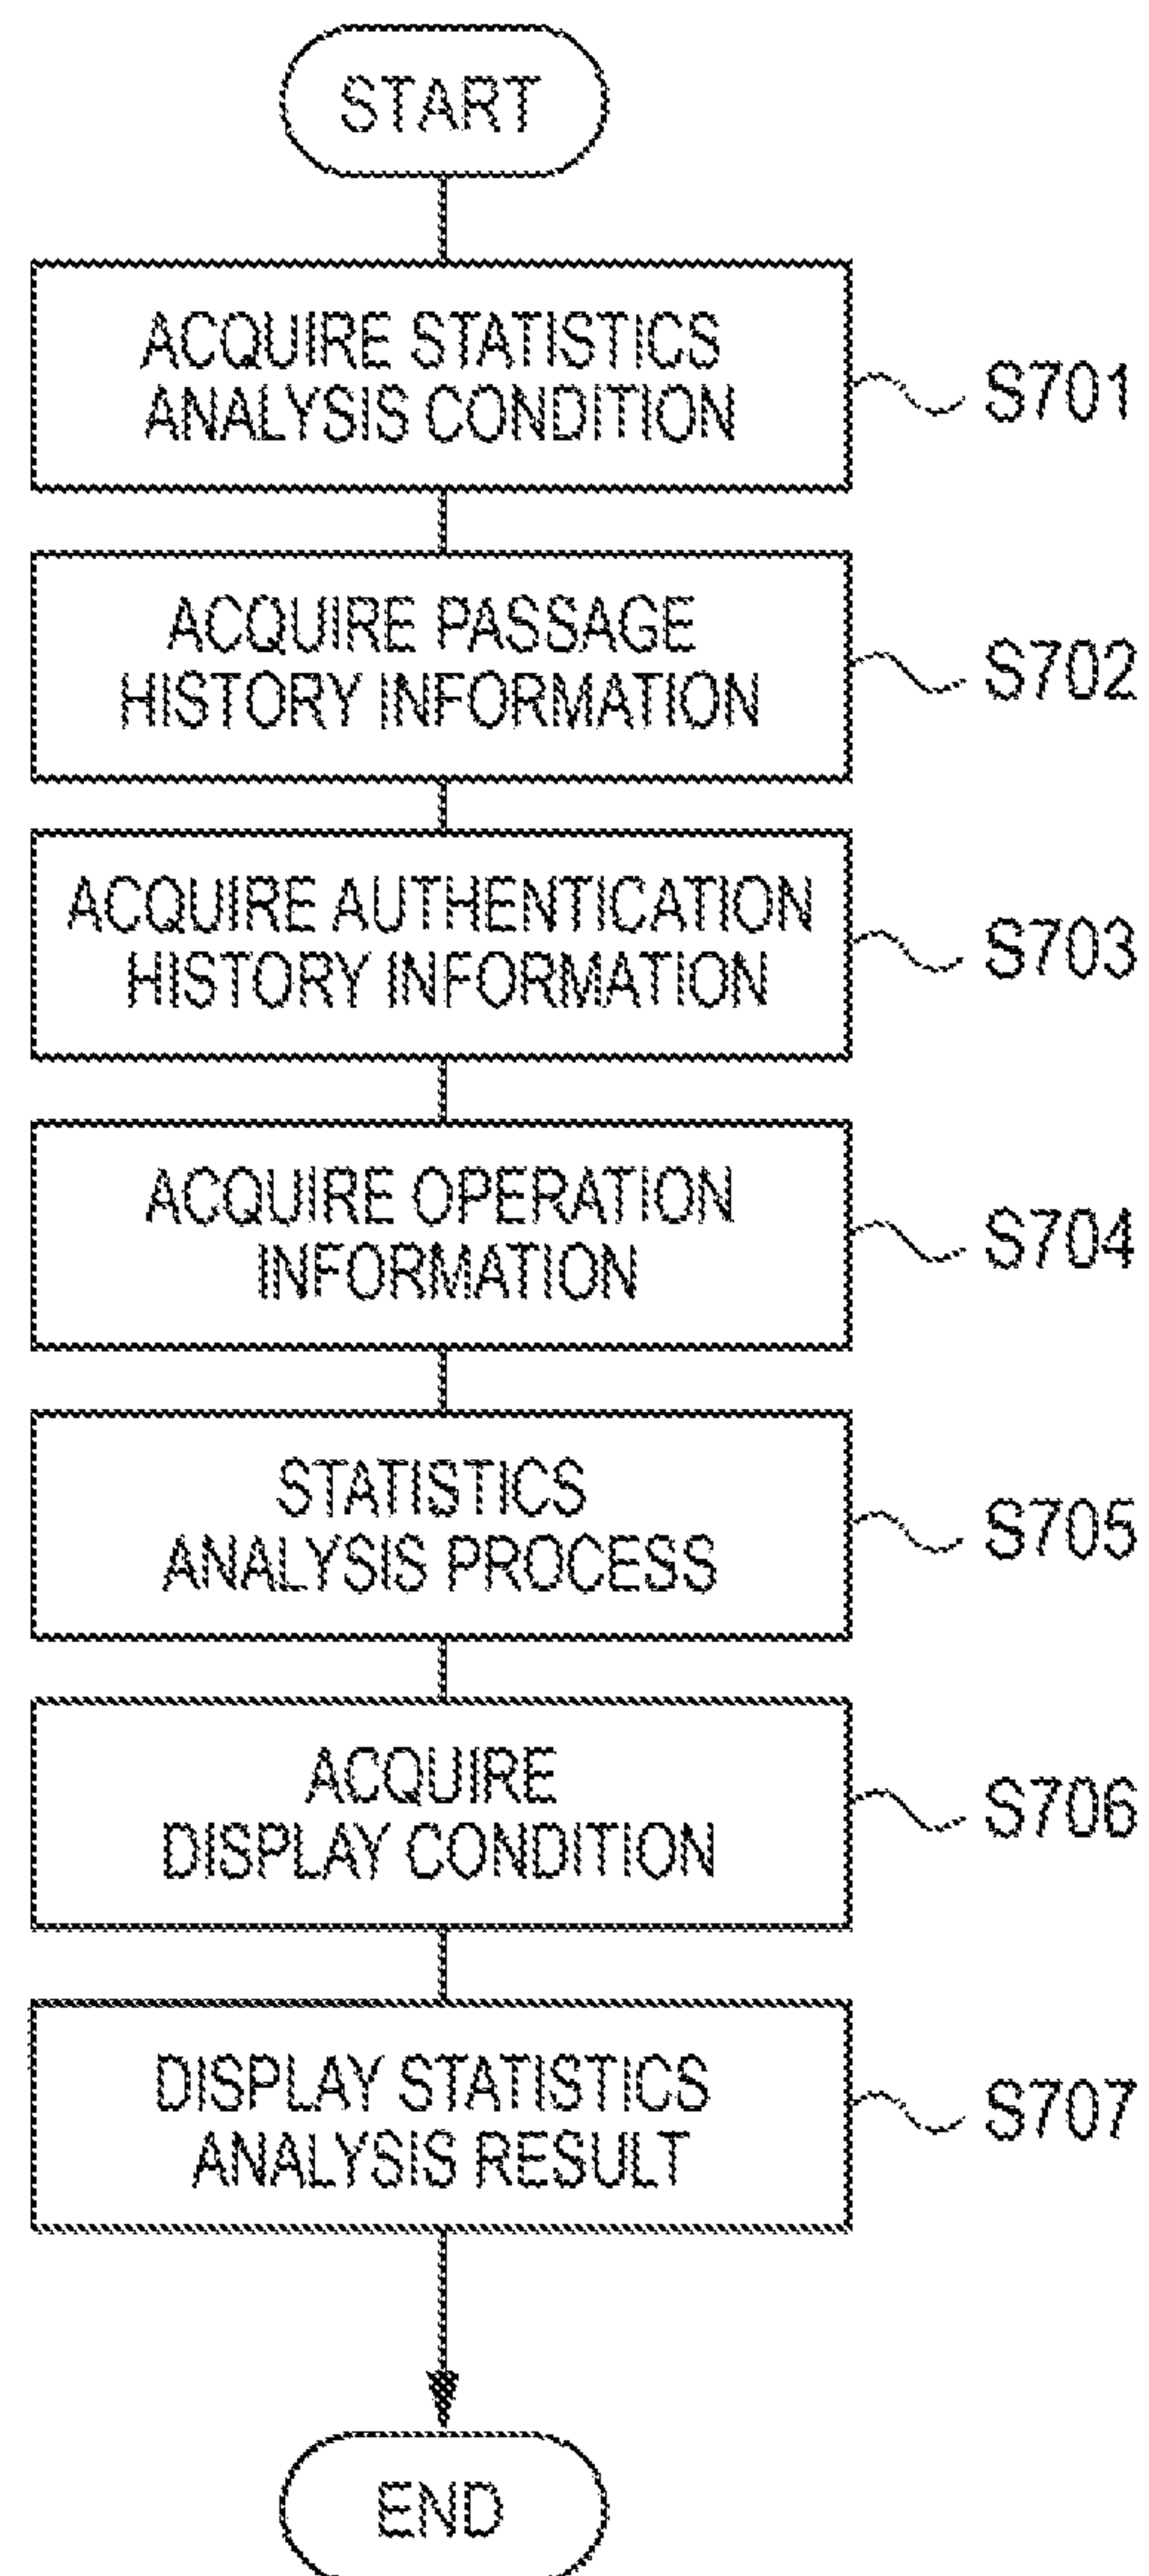 START
ACQUIRE STATISTICS
ANALYSIS CONDITION
S701
ACQUIRE PASSAGE
HISTORY INFORMATION
S702
ACQUIRE AUTHENTICATION
HISTORY INFORMATION
S703
ACQUIRE OPERATION
INFORMATION
S704
STATISTICS
ANALYSIS PROCESS
S705
ACQUIRE
DISPLAY CONDITION
S706
DISPLAY STATISTICS
ANALYSIS RESULT
S707
END